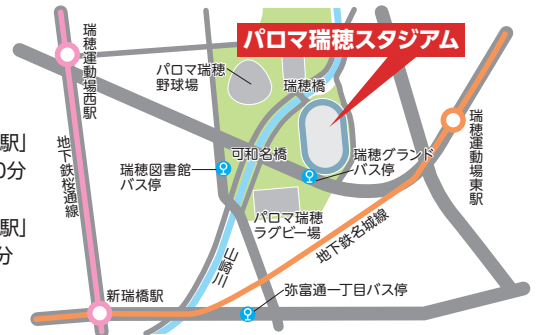 パロマ瑞穂スタジアム
瑞穂運動場西駅
パロマ瑞穂
野球場
瑞穂橋
瑞穂運動場東駅
駅」
0分
地下鉄桜通線
可和名橋
瑞穂図書館
バス停
瑞穂グランド
バス停
駅」
分
パロマ瑞穂
ラグビー場
地下鉄名城線
山崎川
新瑞橋駅
弥富通一丁目バス停